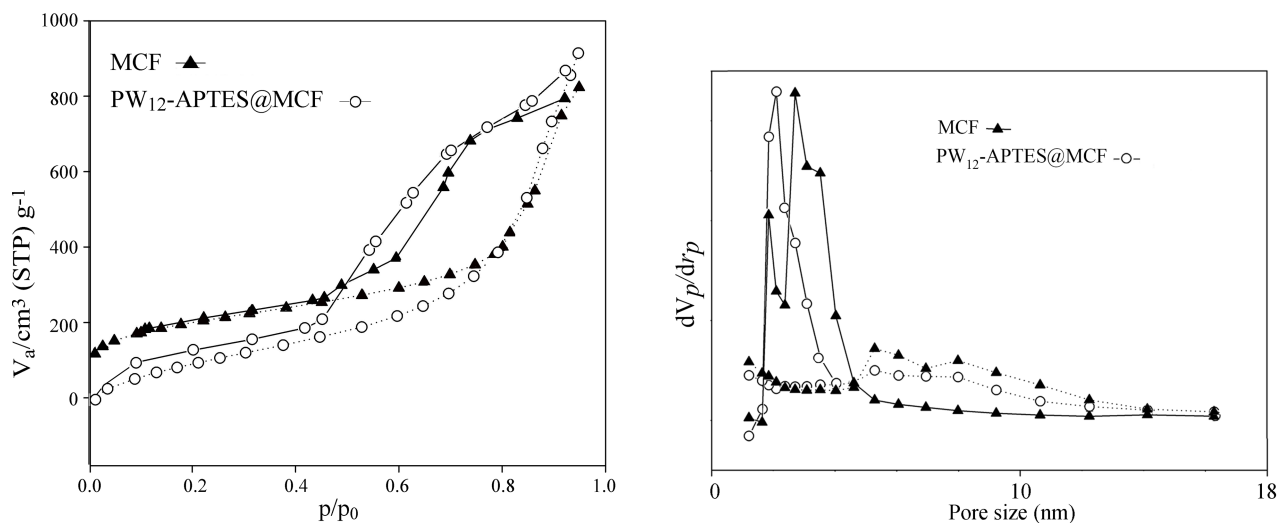 1000
800
600
400
200
0
Va/cm³ (STP) g⁻¹
MCF
PW₁₂-APTES@MCF
0.0
0.2
0.4
0.6
0.8
1.0
p/p₀
dVp/drp
MCF
PW₁₂-APTES@MCF
0
10
18
Pore size (nm)